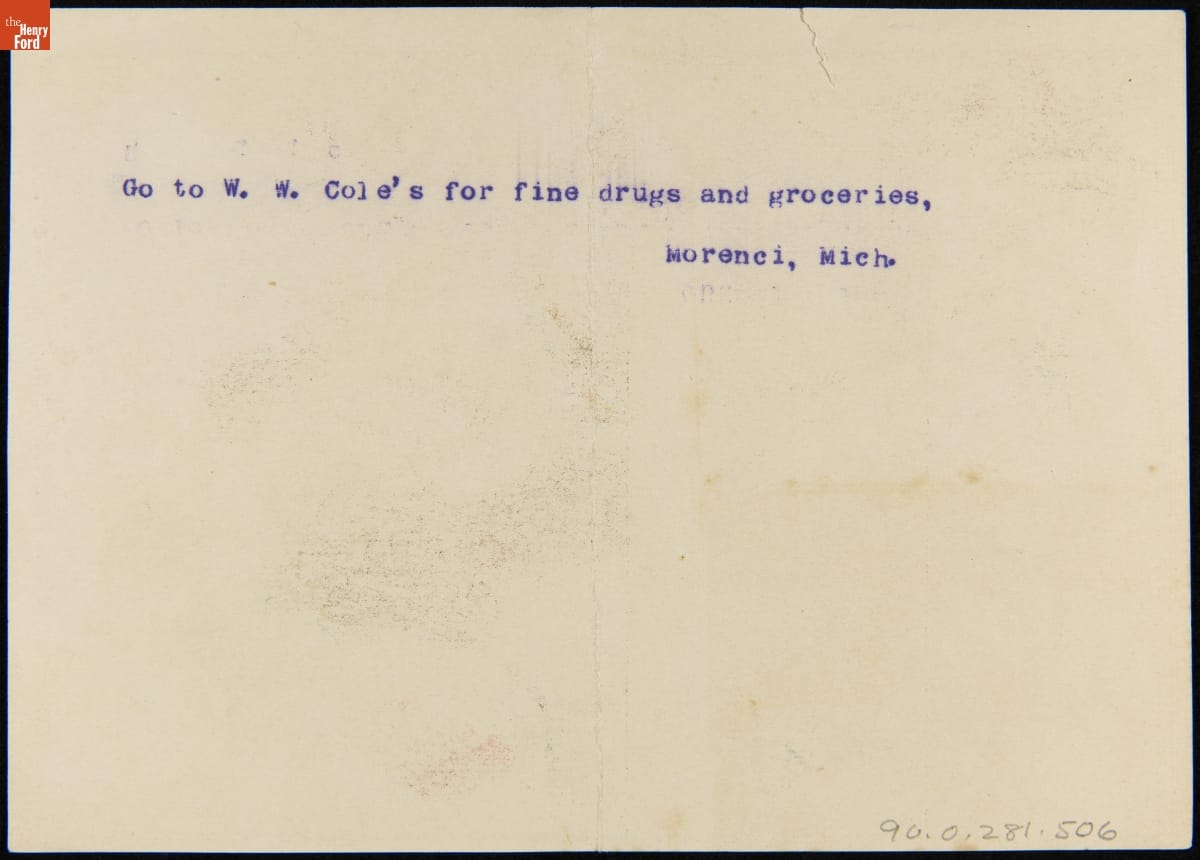 the
Henry
Ford
Go to W. W. Cole's for fine drugs and groceries,
Morenci, Mich.
90.0.281.506